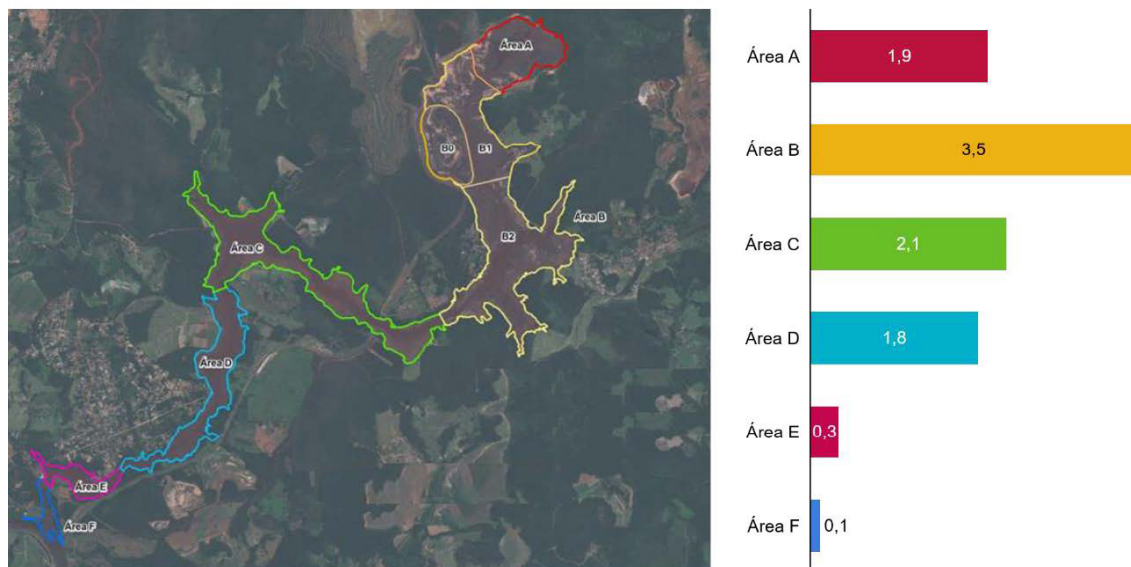 Área A
B0
B1
Área B
B2
Área C
Área D
Área E
Área F
Área A
1,9
Área B
3,5
Área C
2,1
Área D
1,8
Área E
0,3
Área F
0,1